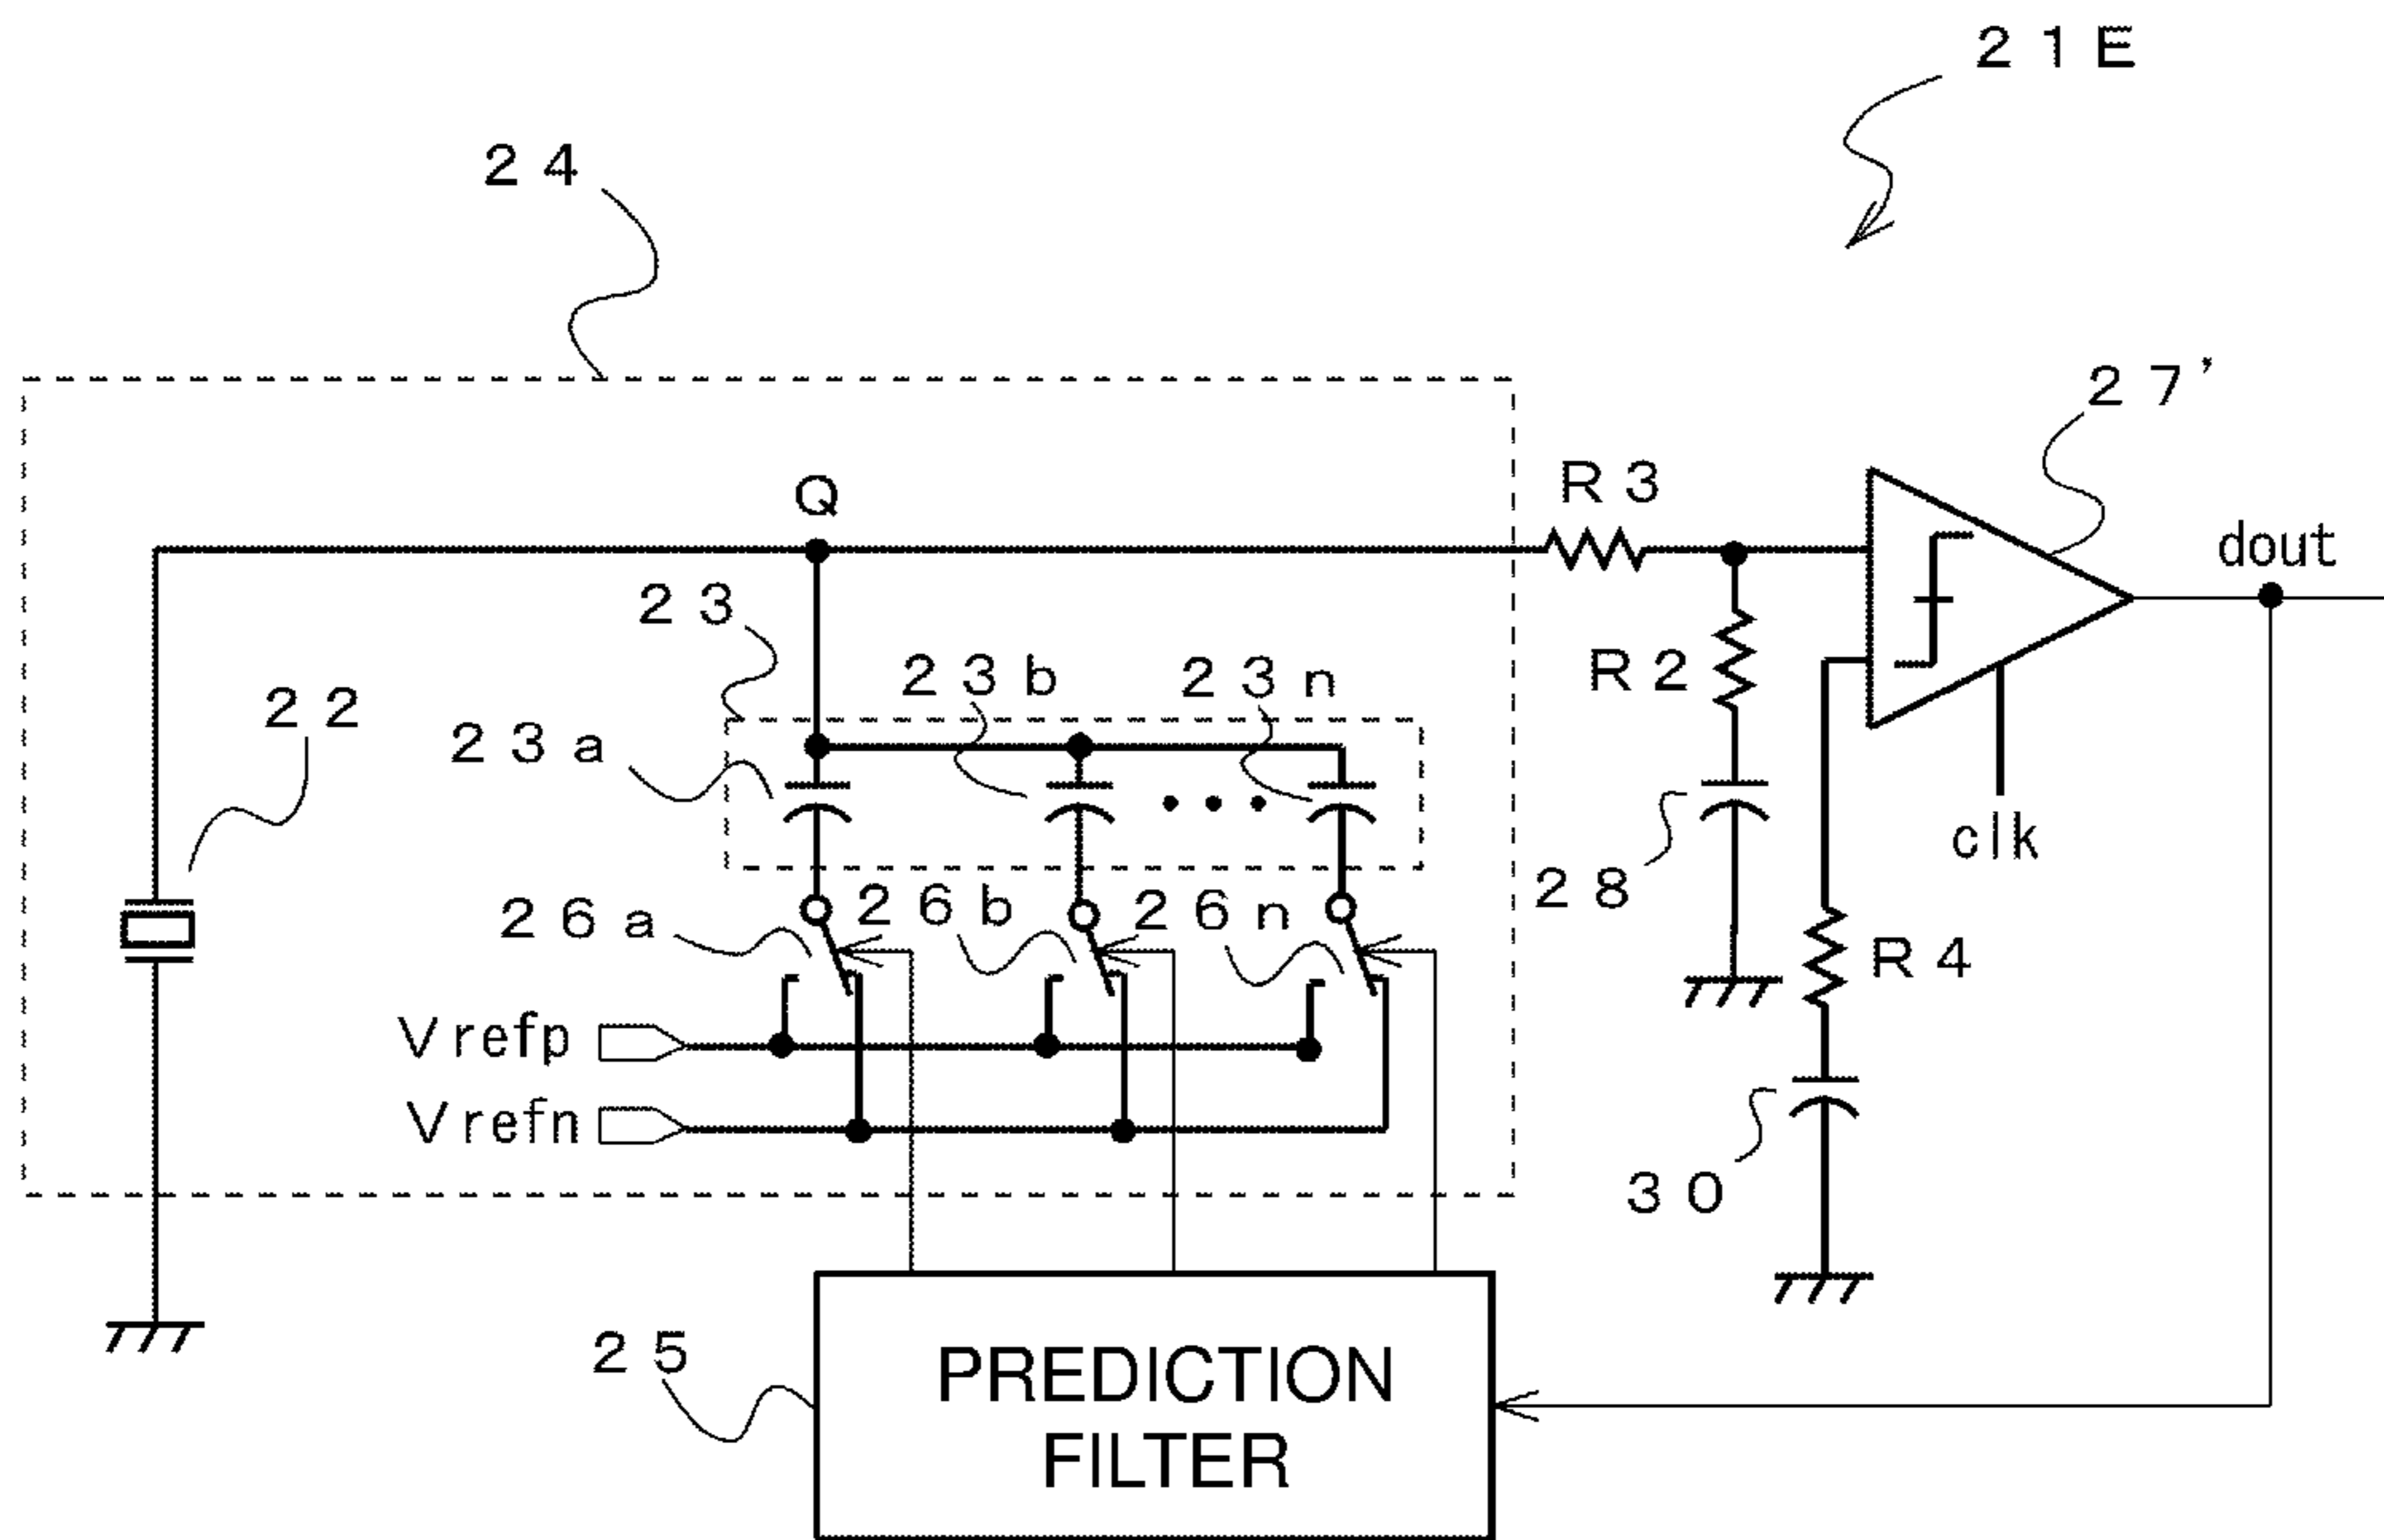 21E
24
27'
Q
R3
dout
23
R2
23b
23n
22
23a
clk
28
26a
26b
26n
R4
Vrefp
Vrefn
30
25
PREDICTION
FILTER